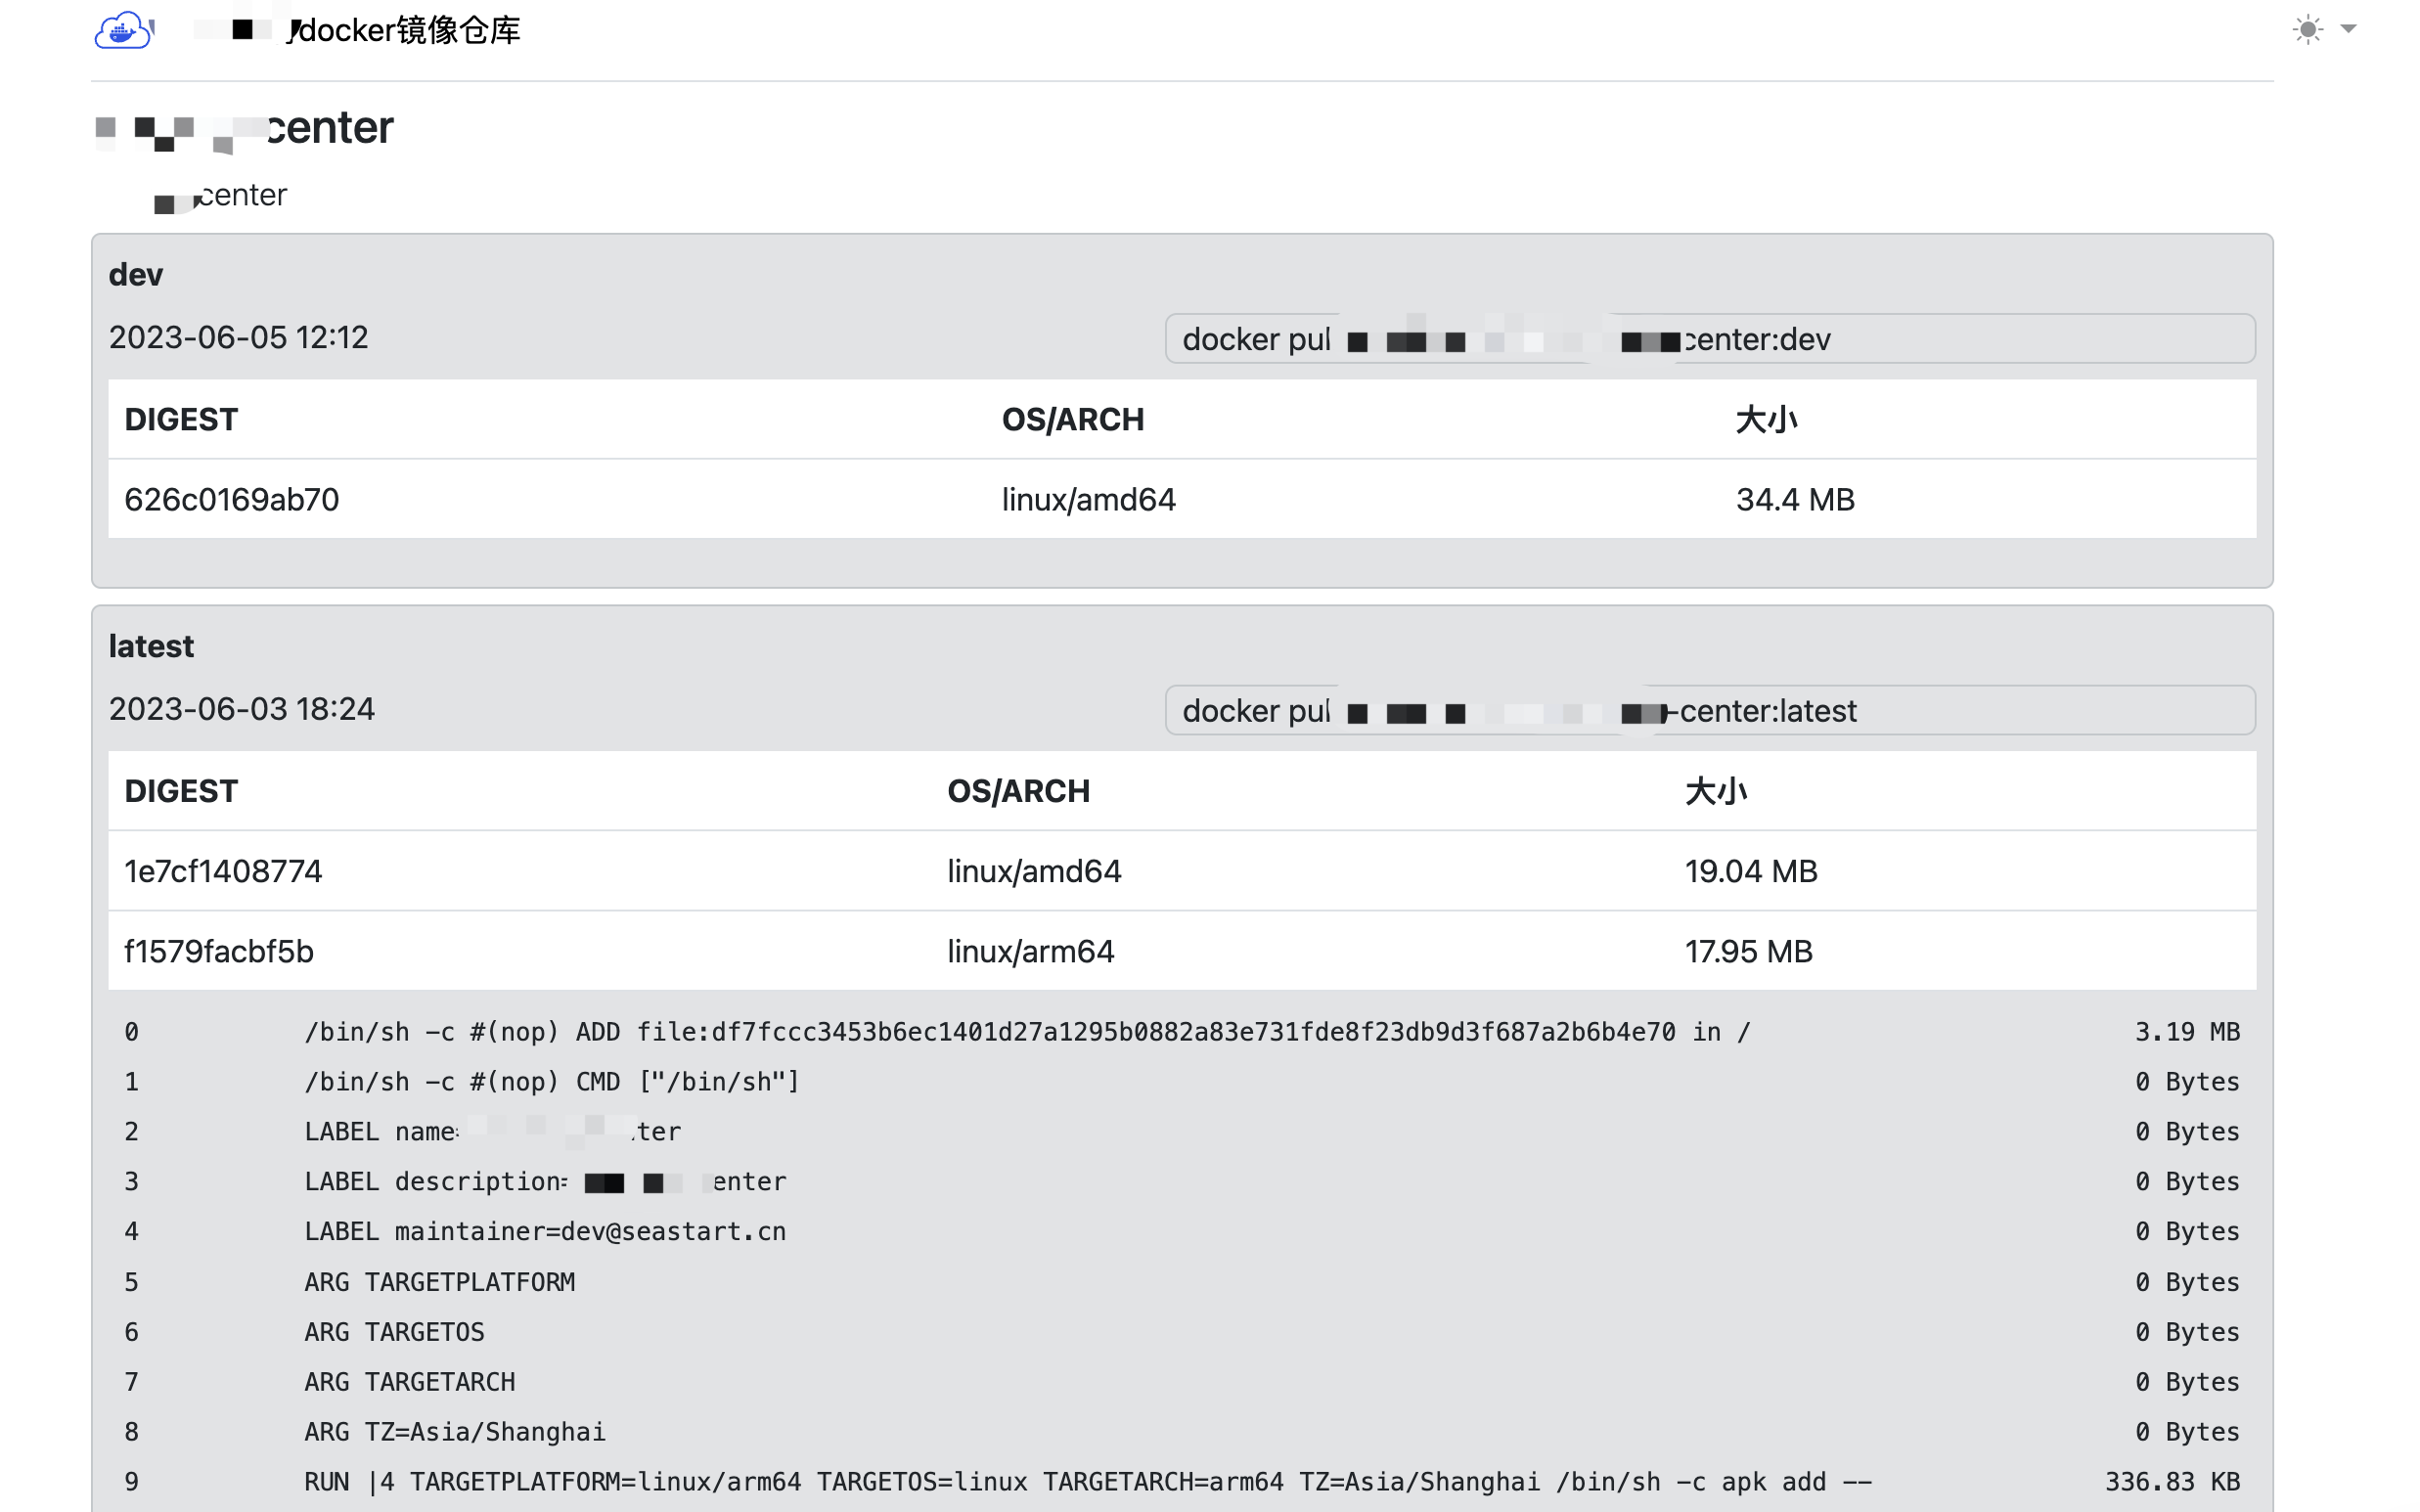 docker镜像仓库
center
center
dev
2023-06-05 12:12
docker pul center:dev
DIGEST OS/ARCH 大小
626c0169ab70 linux/amd64 34.4 MB
latest
2023-06-03 18:24
docker pul -center:latest
DIGEST OS/ARCH 大小
1e7cf1408774 linux/amd64 19.04 MB
f1579facbf5b linux/arm64 17.95 MB
0 /bin/sh -c #(nop) ADD file:df7fccc3453b6ec1401d27a1295b0882a83e731fde8f23db9d3f687a2b6b4e70 in / 3.19 MB
1 /bin/sh -c #(nop) CMD ["/bin/sh"] 0 Bytes
2 LABEL name ter 0 Bytes
3 LABEL description= enter 0 Bytes
4 LABEL maintainer=dev@seastart.cn 0 Bytes
5 ARG TARGETPLATFORM 0 Bytes
6 ARG TARGETOS 0 Bytes
7 ARG TARGETARCH 0 Bytes
8 ARG TZ=Asia/Shanghai 0 Bytes
9 RUN |4 TARGETPLATFORM=linux/arm64 TARGETOS=linux TARGETARCH=arm64 TZ=Asia/Shanghai /bin/sh -c apk add -- 336.83 KB